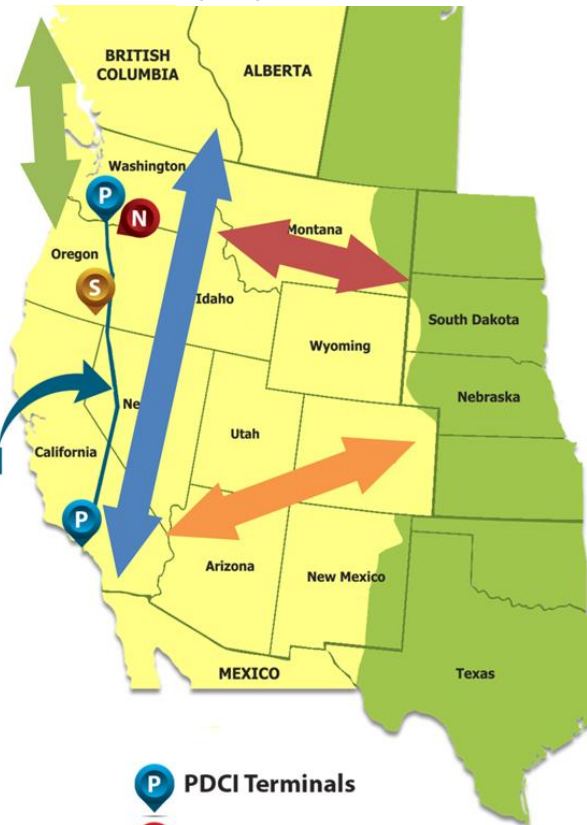 BRITISH
COLUMBIA
ALBERTA
Washington
P
N
Montana
Oregon
S
Idaho
South Dakota
Wyoming
Ne
Nebraska
Utah
California
P
Arizona
New Mexico
MEXICO
Texas
P PDCI Terminals